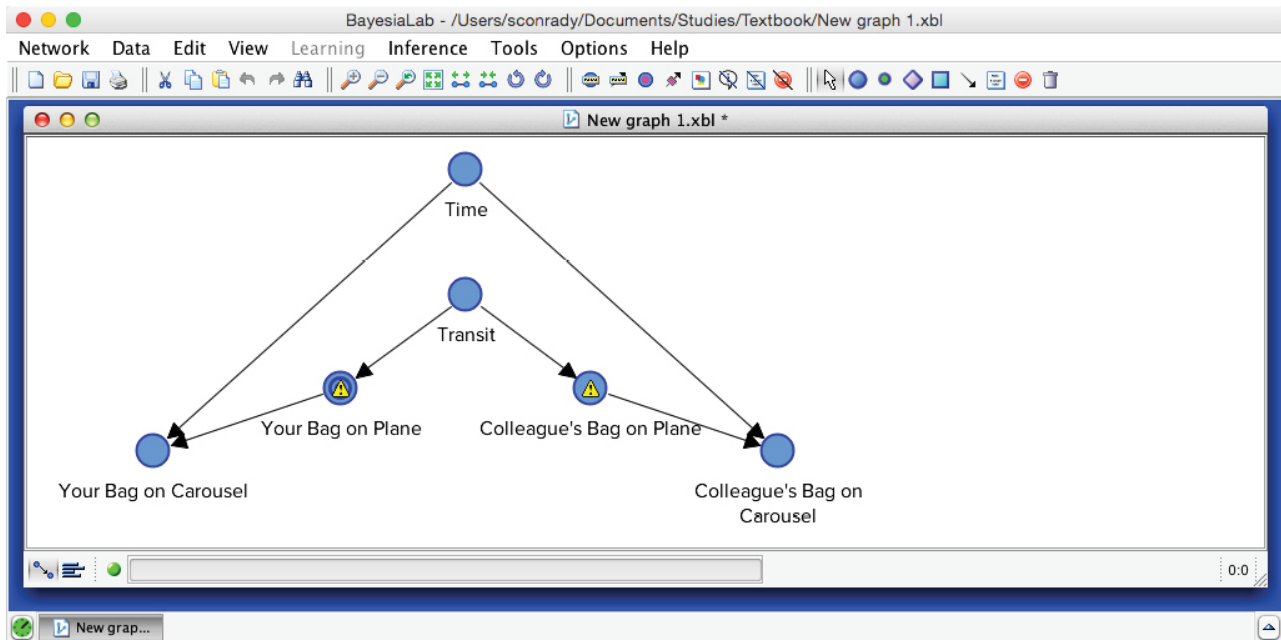 BayesiaLab - /Users/sconrady/Documents/Studies/Textbook/New graph 1.xbl
Network Data Edit View Learning Inference Tools Options Help
New graph 1.xbl *
Time
Transit
Your Bag on Plane
Colleague's Bag on Plane
Your Bag on Carousel
Colleague's Bag on
Carousel
0:0
New grap...